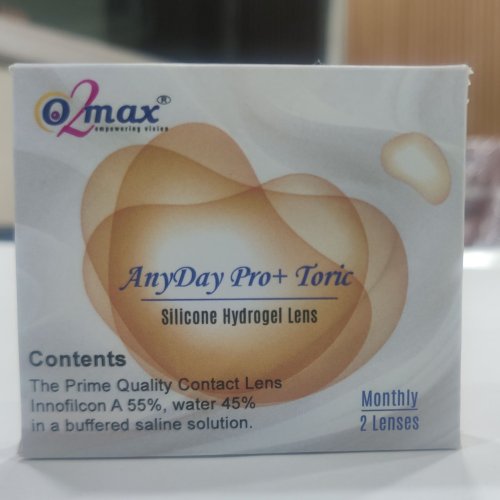 O2max®
empowering vision
AnyDay Pro+ Toric
Silicone Hydrogel Lens
Contents
The Prime Quality Contact Lens
Innofilcon A 55%, water 45%
in a buffered saline solution.
Monthly
2 Lenses